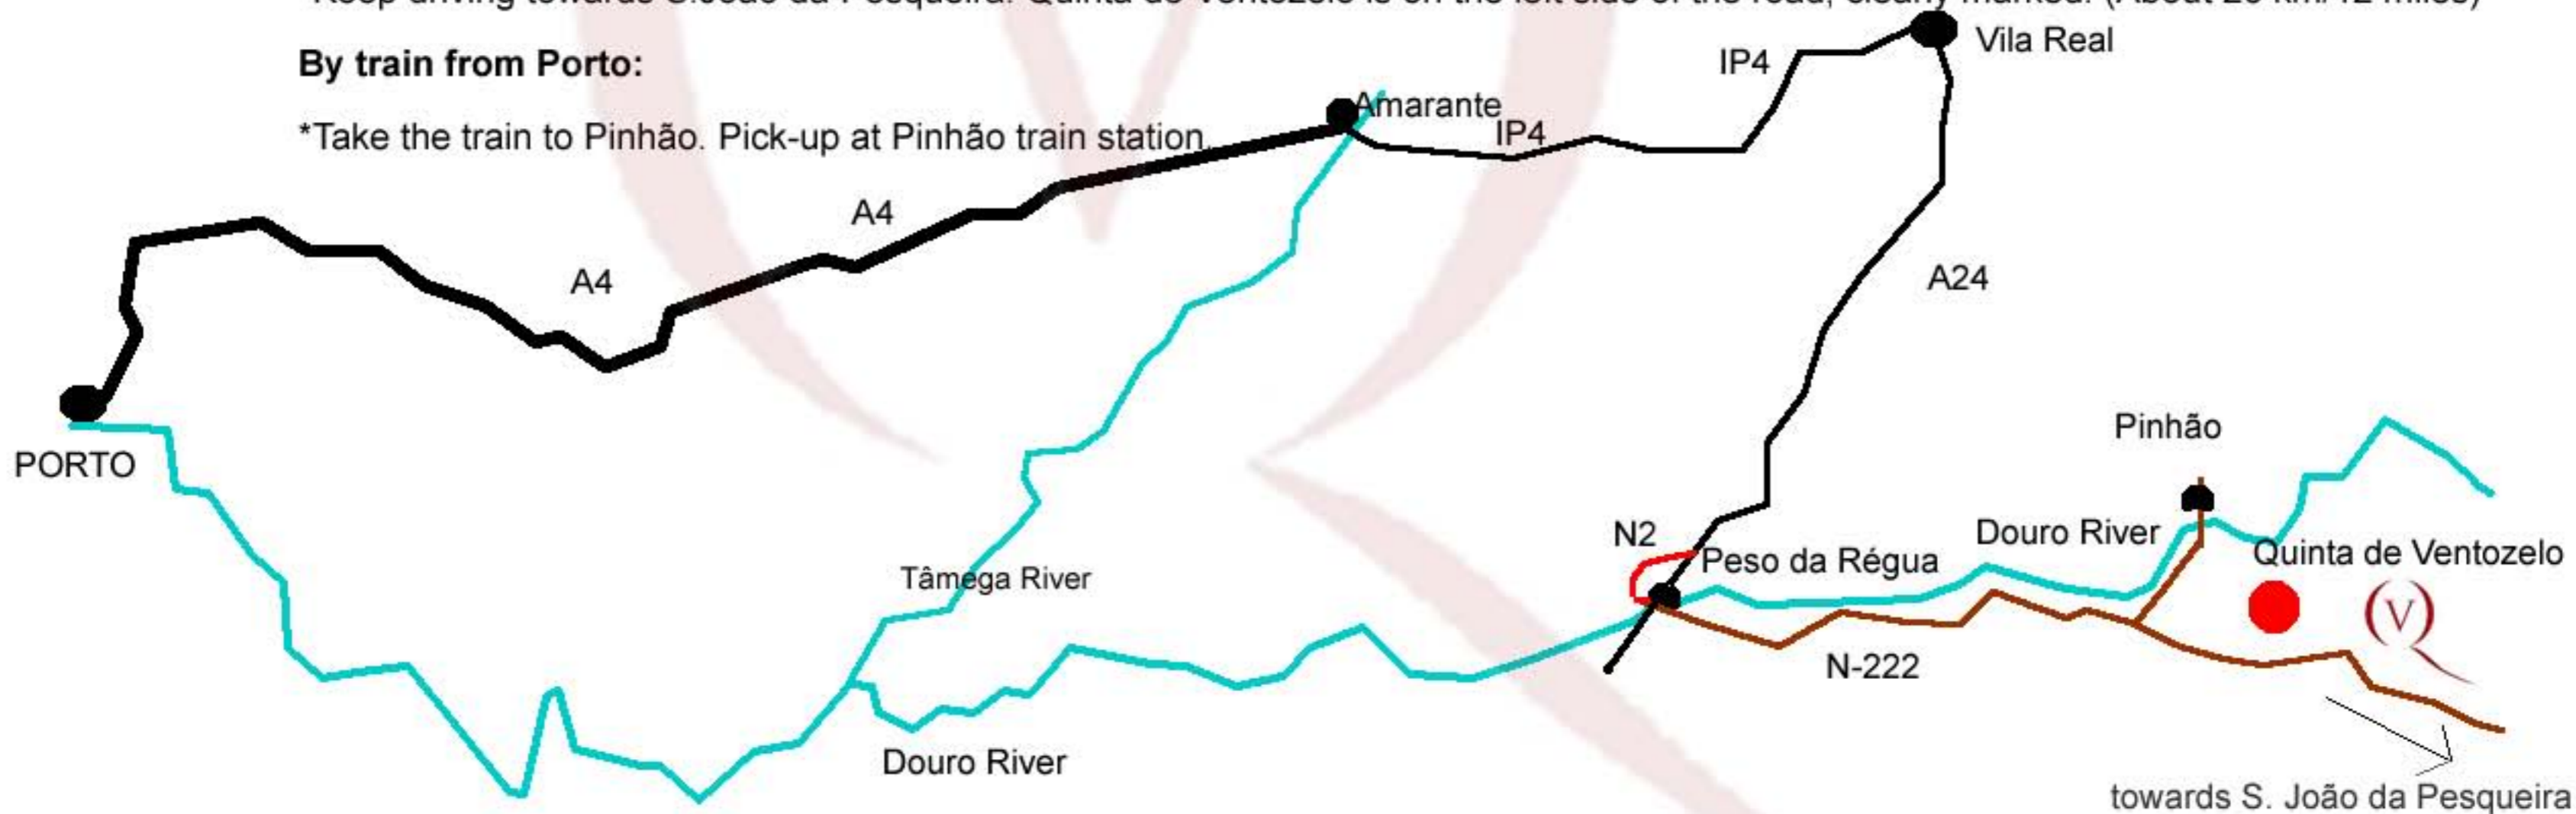 By train from Porto:
*Take the train to Pinhão. Pick-up at Pinhão train station.
Vila Real
IP4
Amarante
IP4
A4
A4
A24
PORTO
Pinhão
N2
Peso da Régua
Douro River
Quinta de Ventozelo
Tâmega River
V
N-222
Douro River
towards S. João da Pesqueira